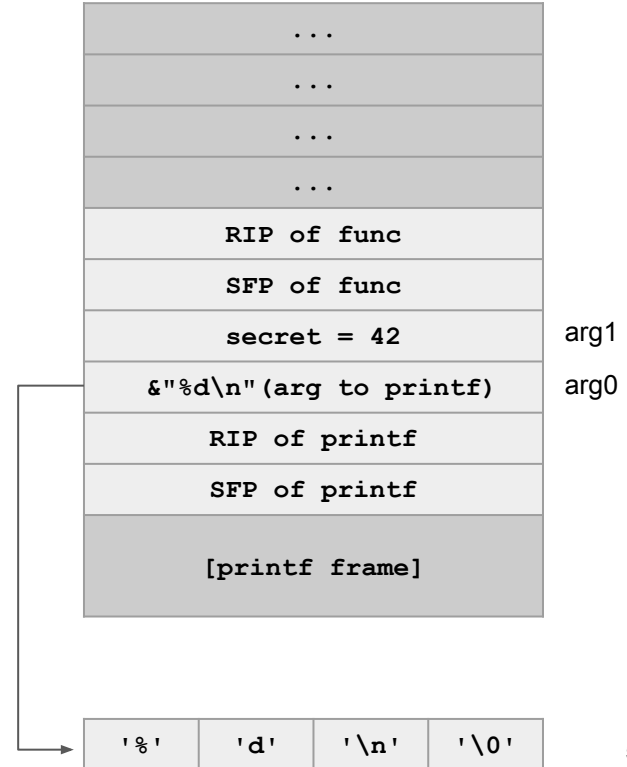 ...
...
...
...
RIP of func
SFP of func
secret = 42 arg1
&"%d\n"(arg to printf) arg0
RIP of printf
SFP of printf
[printf frame]
'%' 'd' '\n' '\0'